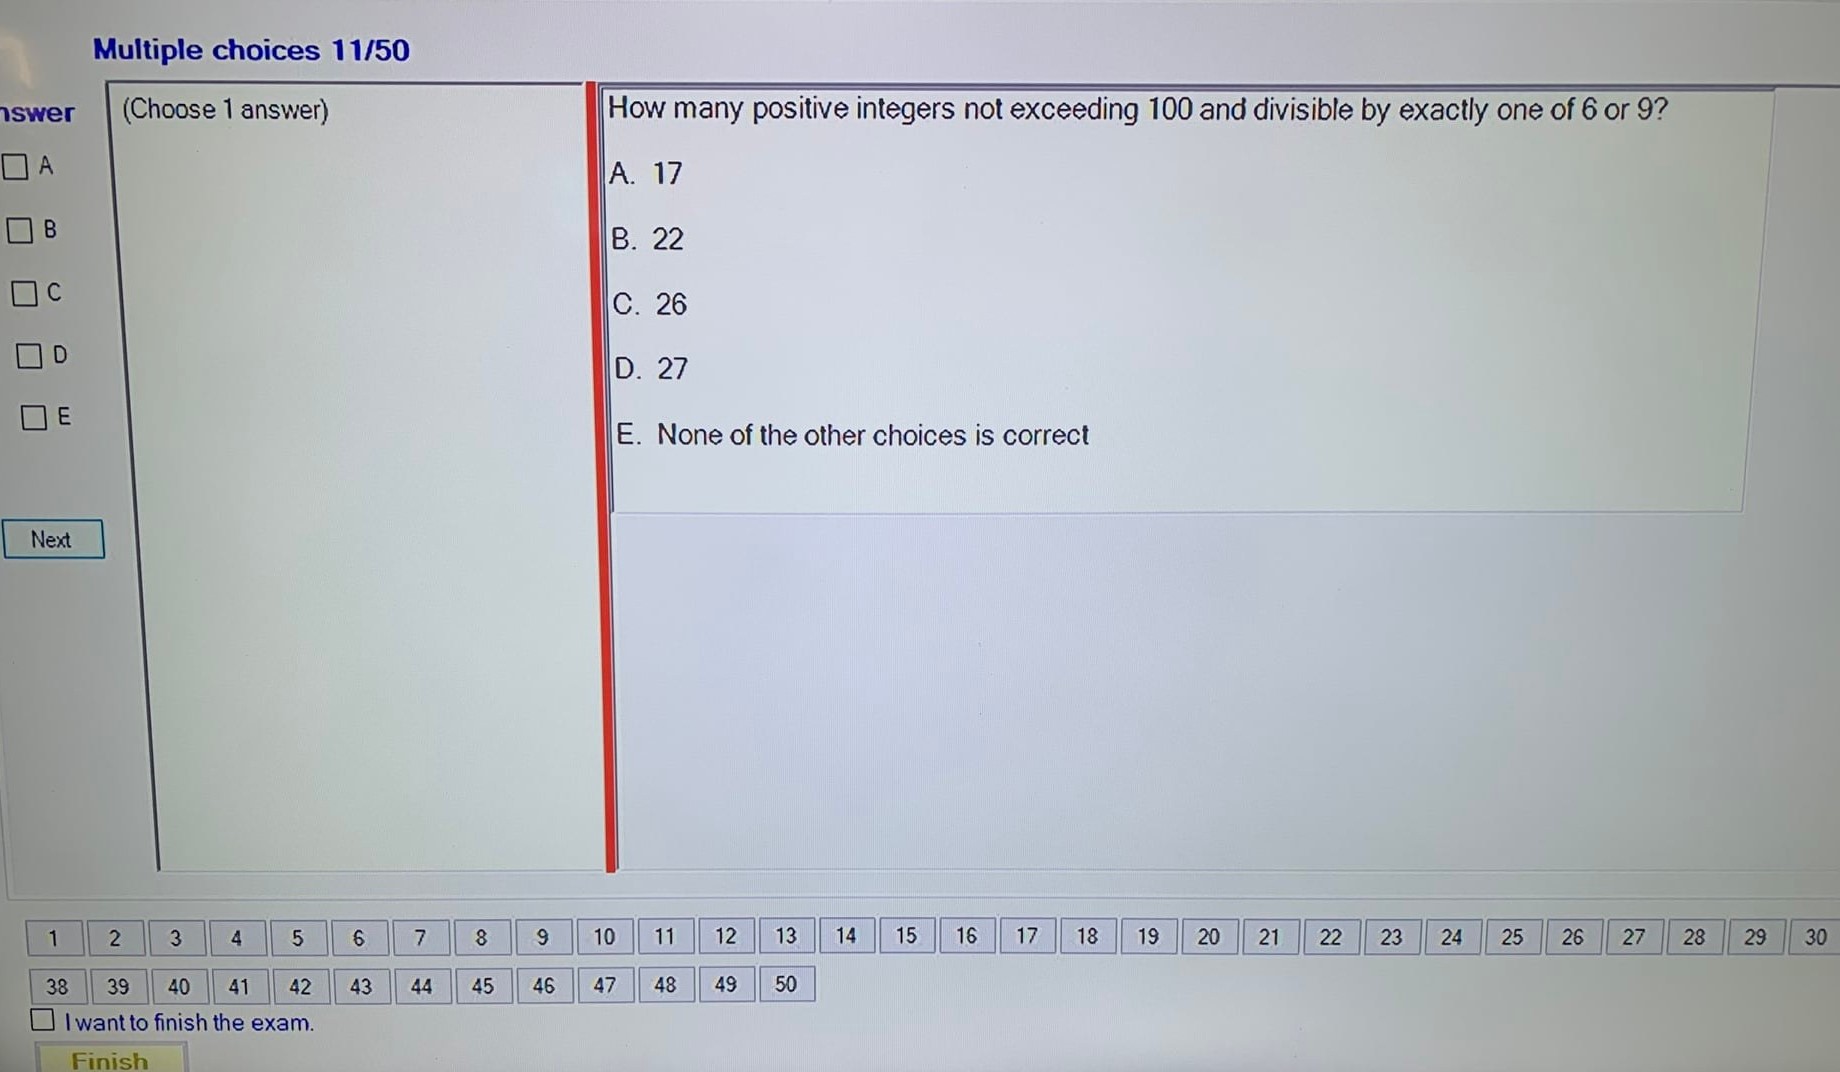 Multiple choices 11/50
nswer
(Choose 1 answer)
How many positive integers not exceeding 100 and divisible by exactly one of 6 or 9?
A
A. 17
B
B. 22
C
C. 26
D
D. 27
E
E. None of the other choices is correct
Next
1 2 3 4 5 6 7 8 9 10 11 12 13 14 15 16 17 18 19 20 21 22 23 24 25 26 27 28 29 30
38 39 40 41 42 43 44 45 46 47 48 49 50
I want to finish the exam.
Finish